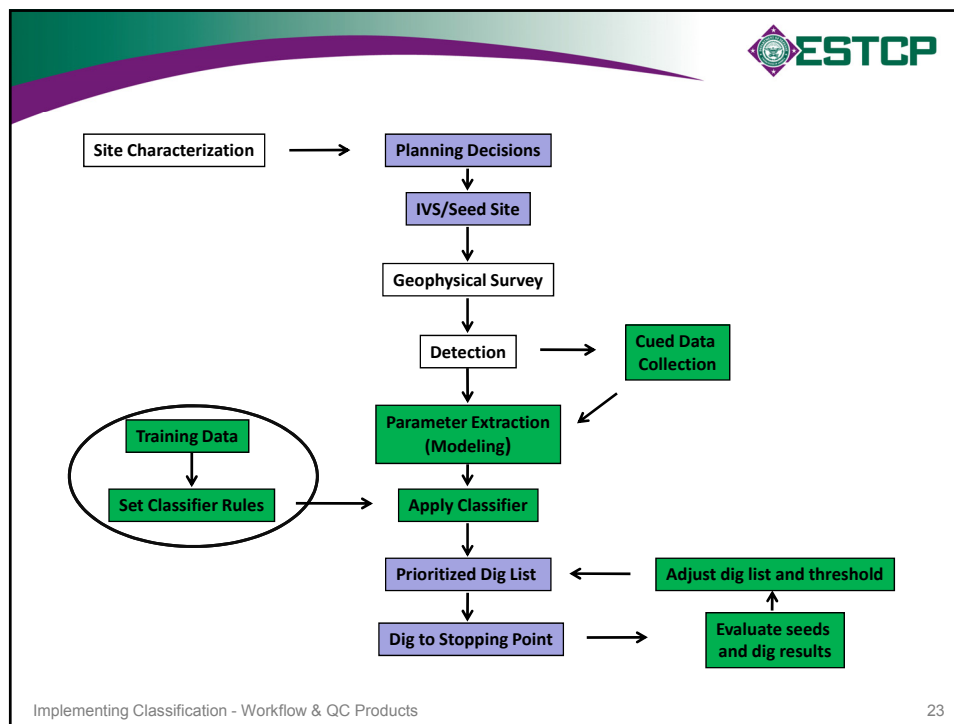 ESTCP
Site Characterization
Planning Decisions
IVS/Seed Site
Geophysical Survey
Detection
Cued Data
Collection
Parameter Extraction
(Modeling)
Training Data
Set Classifier Rules
Apply Classifier
Prioritized Dig List
Adjust dig list and threshold
Dig to Stopping Point
Evaluate seeds
and dig results
Implementing Classification - Workflow & QC Products
23